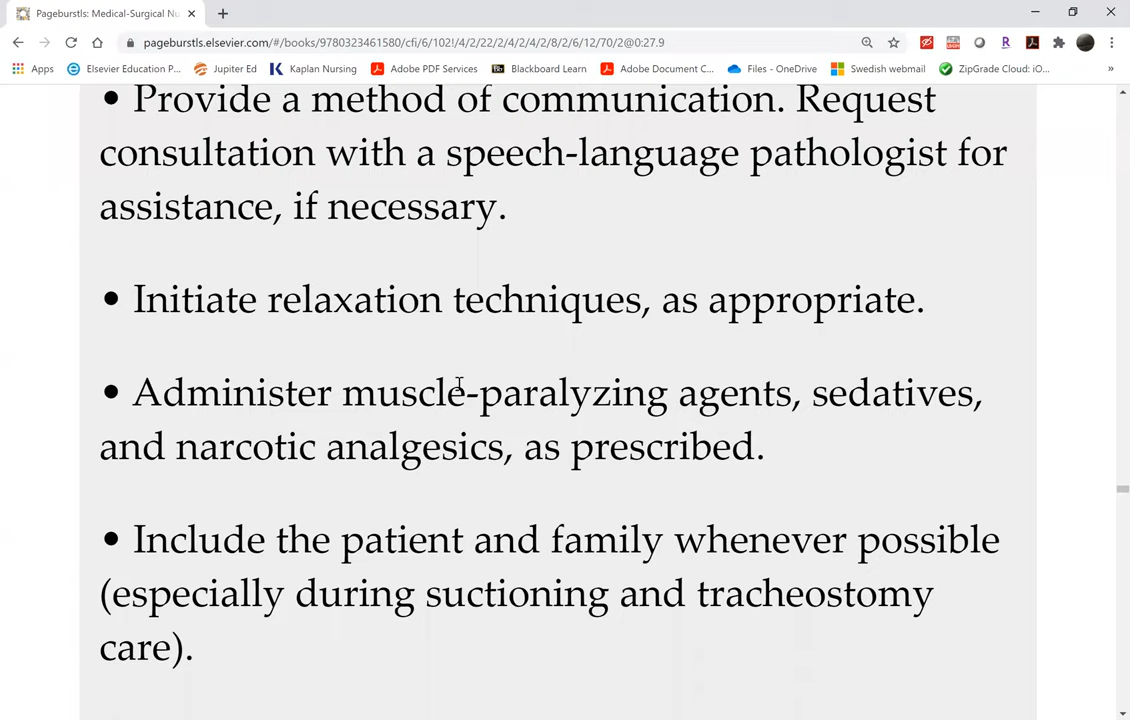 Pageburstls: Medical-Surgical Nu
pageburstls.elsevier.com/#/books/9780323461580/cfi/6/102!/4/2/22/2/4/2/4/2/8/2/6/12/70/2@0:27.9
Apps Elsevier Education P... Jupiter Ed Kaplan Nursing Adobe PDF Services Blackboard Learn Adobe Document C... Files - OneDrive Swedish webmail ZipGrade Cloud: iO... »
• Provide a method of communication. Request
consultation with a speech-language pathologist for
assistance, if necessary.
• Initiate relaxation techniques, as appropriate.
• Administer muscle-paralyzing agents, sedatives,
and narcotic analgesics, as prescribed.
• Include the patient and family whenever possible
(especially during suctioning and tracheostomy
care).